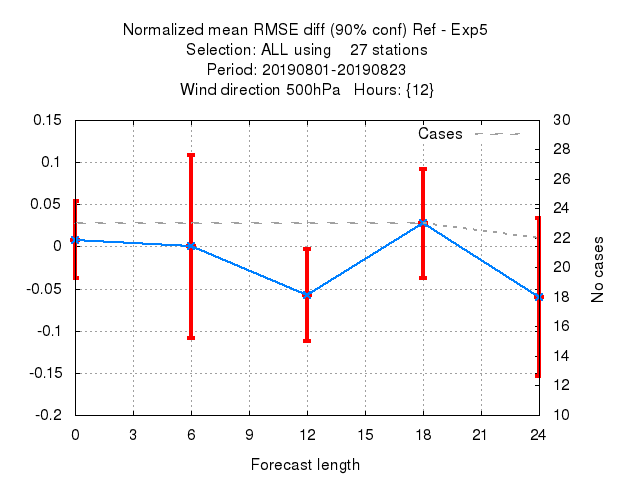 Normalized mean RMSE diff (90% conf) Ref - Exp5
Selection: ALL using 27 stations
Period: 20190801-20190823
Wind direction 500hPa Hours: {12}
0.15
0.1
0.05
0
-0.05
-0.1
-0.15
-0.2
30
28
26
24
22
20
18
16
14
12
10
Cases
No cases
0 3 6 9 12 15 18 21 24
Forecast length